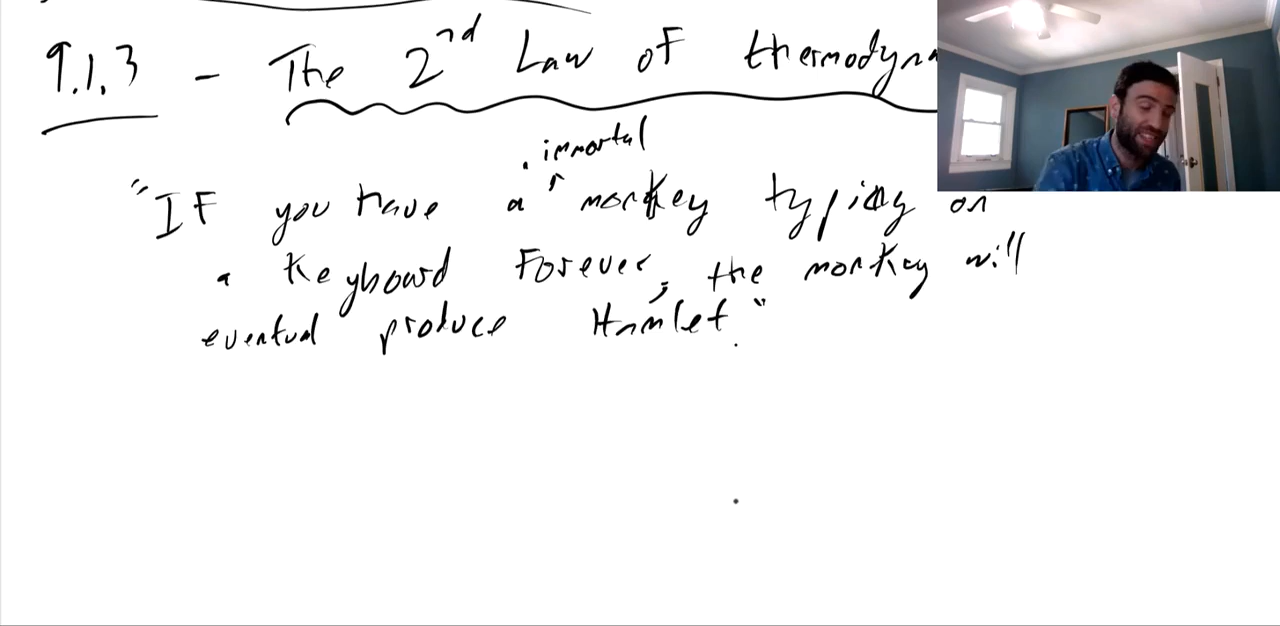 9.1.3 - The 2nd Law of thermodyna
immortal
"If you have a monkey typing on
a keyboard forever, the monkey will
eventual produce Hamlet"